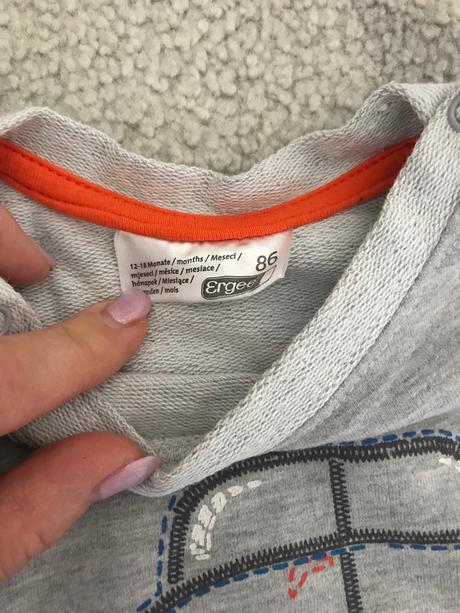 12-18 Monate / months / Meseci /
mjeseci / měsíce / mesiace /
hónapok / Miesiące /
/ mois
86
Ergee